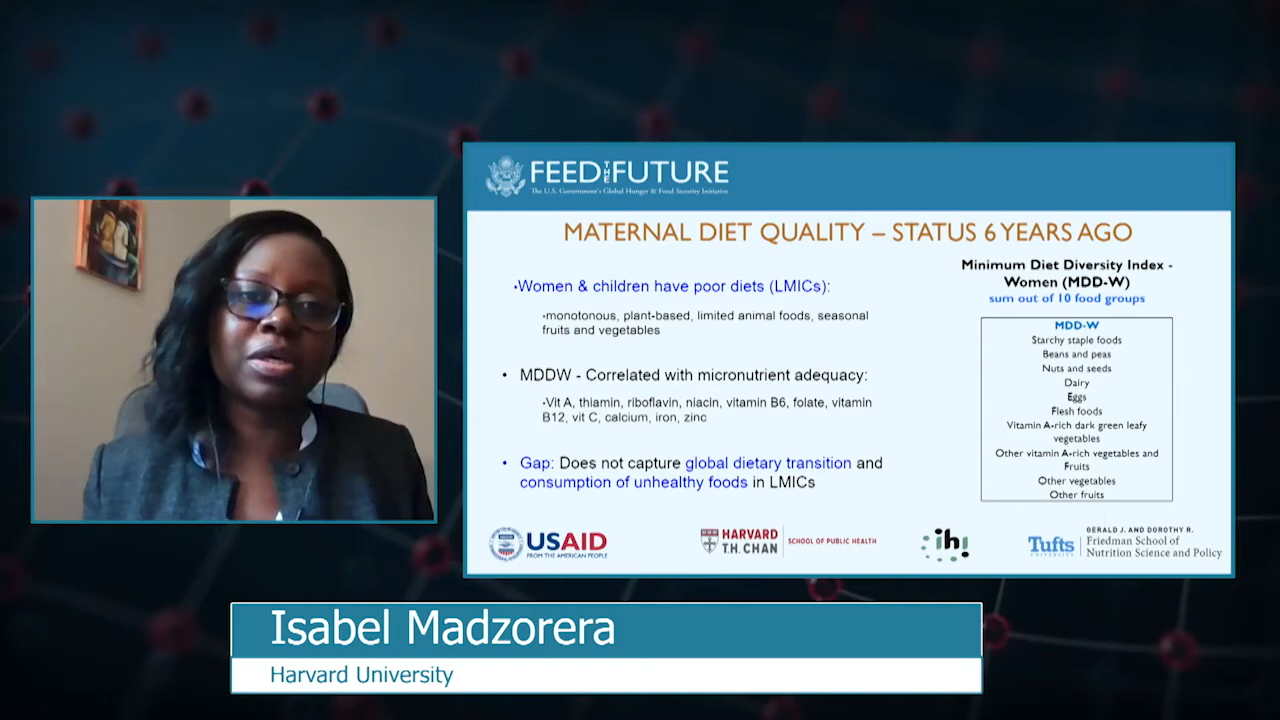 FEED THE FUTURE
The U.S. Government's Global Hunger & Food Security Initiative
MATERNAL DIET QUALITY – STATUS 6 YEARS AGO
•Women & children have poor diets (LMICs):
•monotonous, plant-based, limited animal foods, seasonal
fruits and vegetables
• MDDW - Correlated with micronutrient adequacy:
•Vit A, thiamin, riboflavin, niacin, vitamin B6, folate, vitamin
B12, vit C, calcium, iron, zinc
• Gap: Does not capture global dietary transition and
consumption of unhealthy foods in LMICs
Minimum Diet Diversity Index -
Women (MDD-W)
sum out of 10 food groups
MDD-W
Starchy staple foods
Beans and peas
Nuts and seeds
Dairy
Eggs
Flesh foods
Vitamin A-rich dark green leafy
vegetables
Other vitamin A-rich vegetables and
Fruits
Other vegetables
Other fruits
USAID
FROM THE AMERICAN PEOPLE
HARVARD
T.H. CHAN
SCHOOL OF PUBLIC HEALTH
ih!
Tufts
UNIVERSITY
GERALD J. AND DOROTHY R.
Friedman School of
Nutrition Science and Policy
Isabel Madzorera
Harvard University